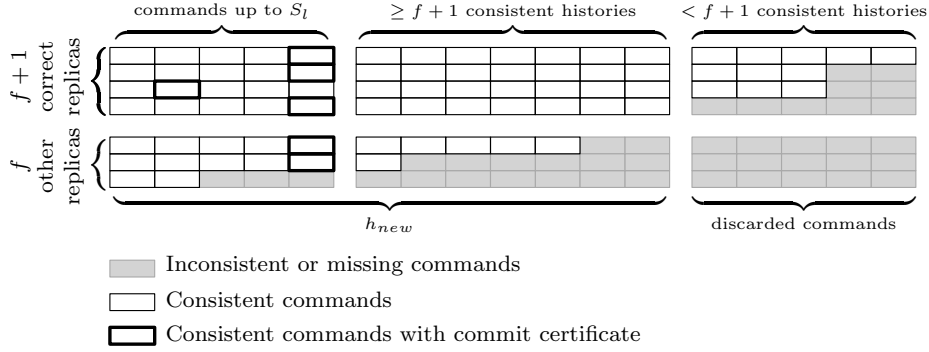 commands up to S_l
≥ f + 1 consistent histories
< f + 1 consistent histories
f + 1
correct
replicas
f
other
replicas
h_new
discarded commands
Inconsistent or missing commands
Consistent commands
Consistent commands with commit certificate